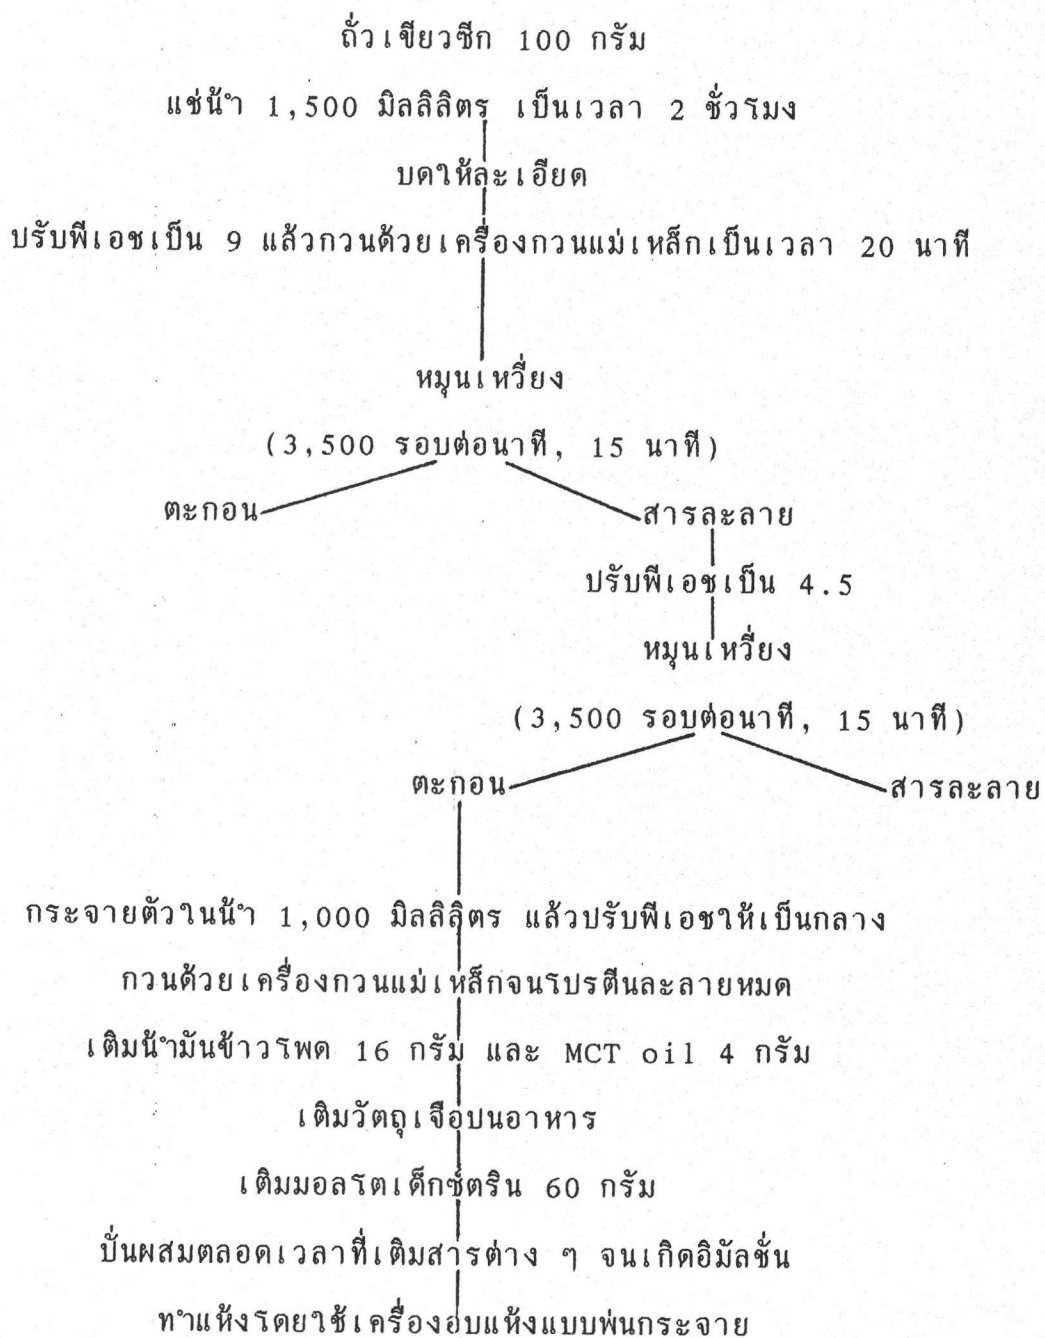 ถั่วเขียวซีก 100 กรัม
แช่น้ำ 1,500 มิลลิลิตร เป็นเวลา 2 ชั่วโมง
บดให้ละเอียด
ปรับพีเอชเป็น 9 แล้วกวนด้วยเครื่องกวนแม่เหล็กเป็นเวลา 20 นาที
หมุนเหวี่ยง
(3,500 รอบต่อนาที, 15 นาที)
ตะกอน สารละลาย
ปรับพีเอชเป็น 4.5
หมุนเหวี่ยง
(3,500 รอบต่อนาที, 15 นาที)
ตะกอน สารละลาย
กระจายตัวในน้ำ 1,000 มิลลิลิตร แล้วปรับพีเอชให้เป็นกลาง
กวนด้วยเครื่องกวนแม่เหล็กจนโปรตีนละลายหมด
เติมน้ำมันข้าวโพด 16 กรัม และ MCT oil 4 กรัม
เติมวัตถุเจือปนอาหาร
เติมมอลโตเด็กซ์ตริน 60 กรัม
ปั่นผสมตลอดเวลาที่เติมสารต่าง ๆ จนเกิดอิมัลชั่น
ทำแห้งโดยใช้เครื่องอบแห้งแบบพ่นกระจาย